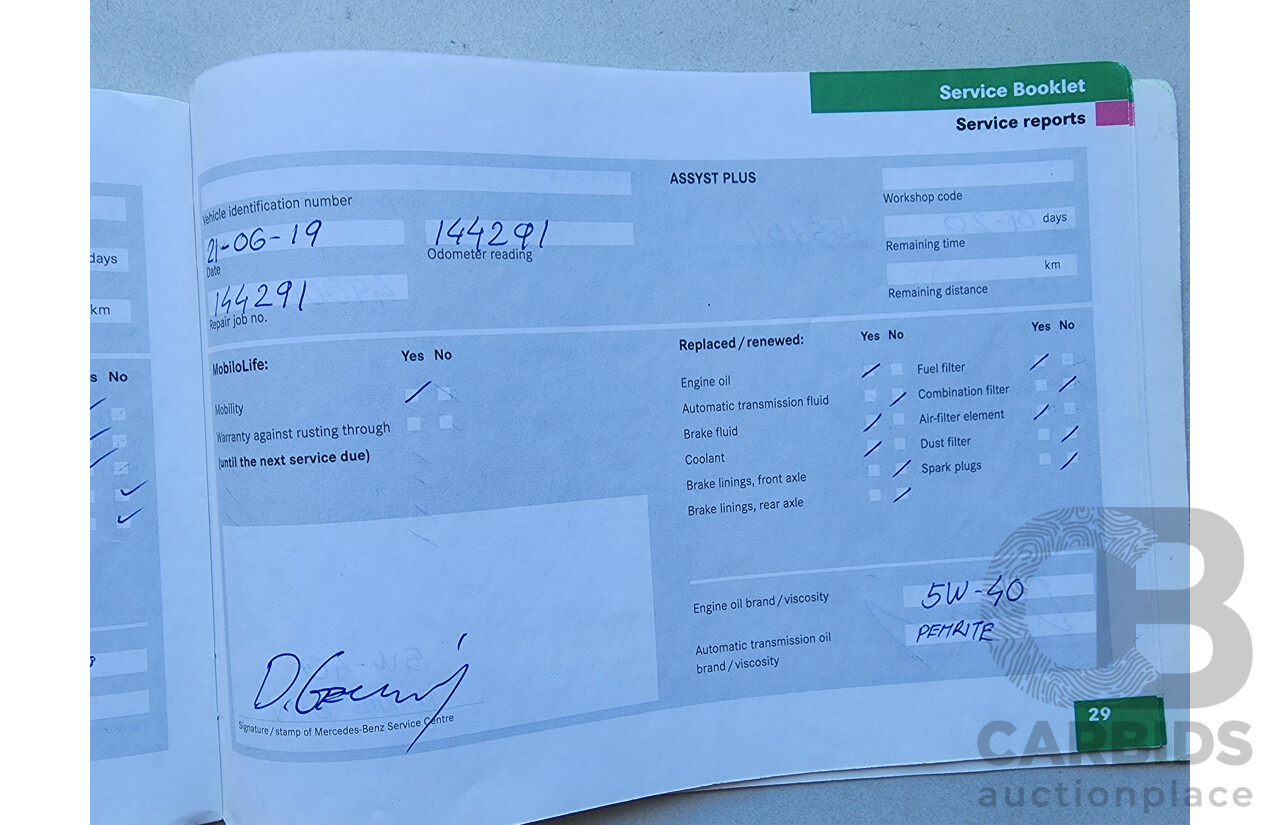 Service Booklet
Service reports
Vehicle identification number
ASSYST PLUS
Workshop code
21-06-19
144291
days
Date
Odometer reading
Remaining time
144291
km
Repair job no.
Remaining distance
days
km
No
MobiloLife:
Yes No
Mobility
Warranty against rusting through
(until the next service due)
Replaced / renewed:
Yes No
Yes No
Engine oil
Fuel filter
Automatic transmission fluid
Combination filter
Brake fluid
Air-filter element
Coolant
Dust filter
Brake linings, front axle
Spark plugs
Brake linings, rear axle
Engine oil brand / viscosity
5W-40
Automatic transmission oil
brand / viscosity
D.
Signature / stamp of Mercedes-Benz Service Centre
29
CB
CARBIDS
auctionplace